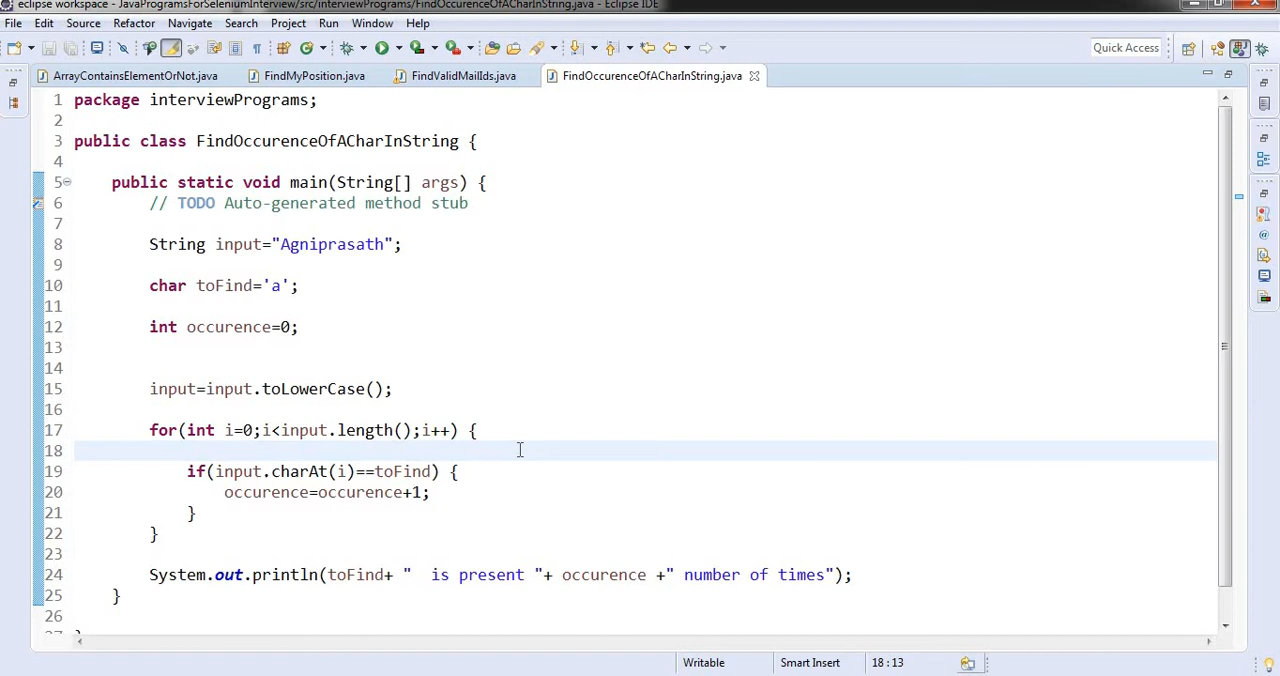 eclipse workspace - JavaProgramsForSeleniumInterview/src/interviewPrograms/FindOccurenceOfACharInString.java - Eclipse IDE
File Edit Source Refactor Navigate Search Project Run Window Help
Quick Access
ArrayContainsElementOrNot.java FindMyPosition.java FindValidMailIds.java FindOccurenceOfACharInString.java
1 package interviewPrograms;
2
3 public class FindOccurenceOfACharInString {
4
5 public static void main(String[] args) {
6 // TODO Auto-generated method stub
7
8 String input="Agniprasath";
9
10 char toFind='a';
11
12 int occurence=0;
13
14
15 input=input.toLowerCase();
16
17 for(int i=0;i<input.length();i++) {
18
19 if(input.charAt(i)==toFind) {
20 occurence=occurence+1;
21 }
22 }
23
24 System.out.println(toFind+ "  is present "+ occurence +" number of times");
25 }
26
Writable Smart Insert 18:13